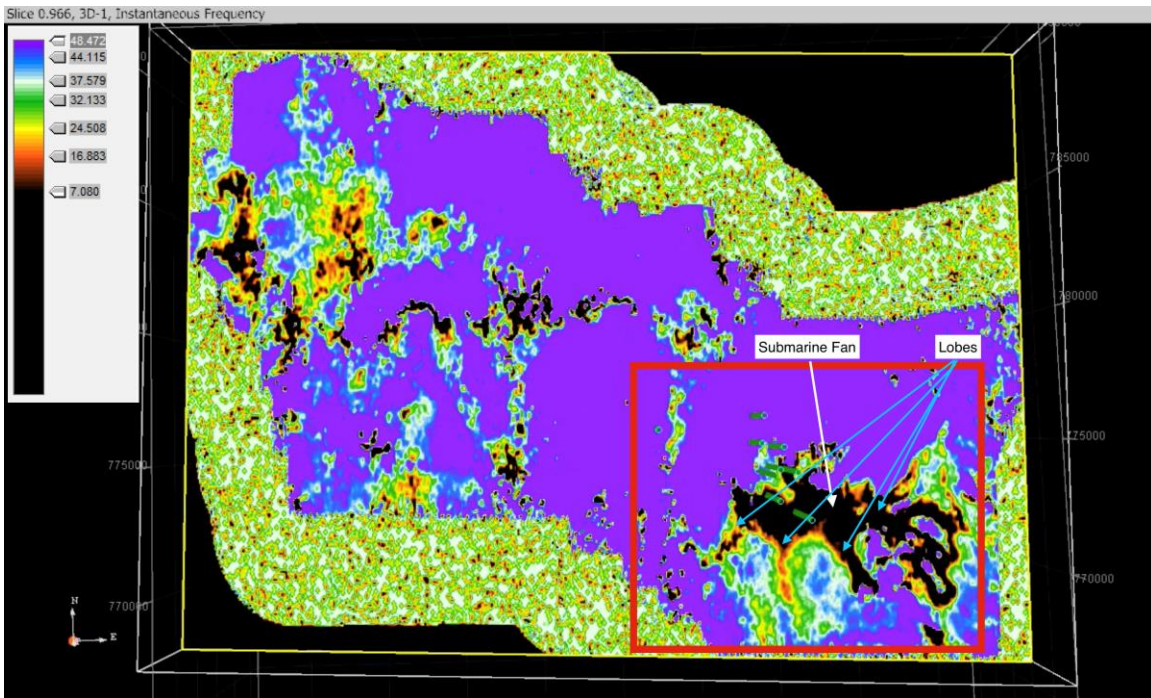 Slice 0.966, 3D-1, Instantaneous Frequency
48.472
44.115
37.579
32.133
24.508
16.883
7.080
785000
780000
Submarine Fan
Lobes
775000
775000
770000
770000
N
E